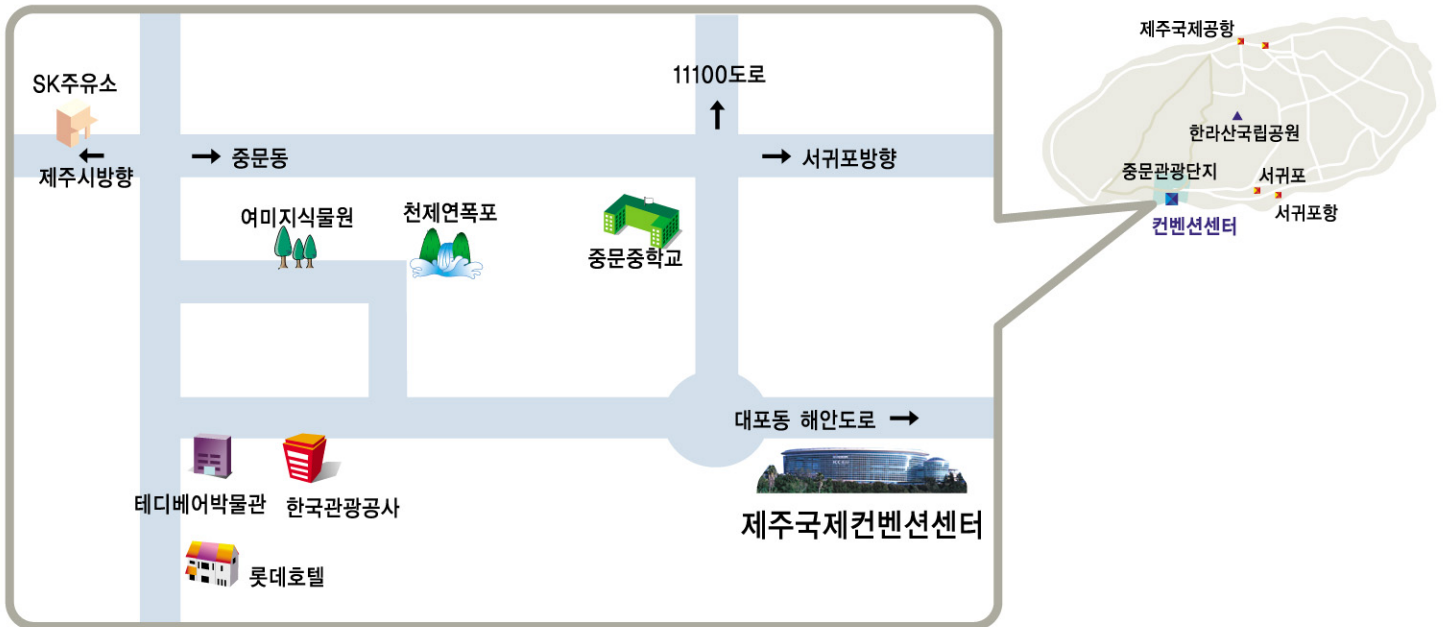 SK주유소
제주시방향
중문동
11100도로
서귀포방향
여미지식물원
천제연폭포
중문중학교
대포동 해안도로
테디베어박물관
한국관광공사
제주국제컨벤션센터
롯데호텔
제주국제공항
한라산국립공원
중문관광단지
서귀포
서귀포항
컨벤션센터